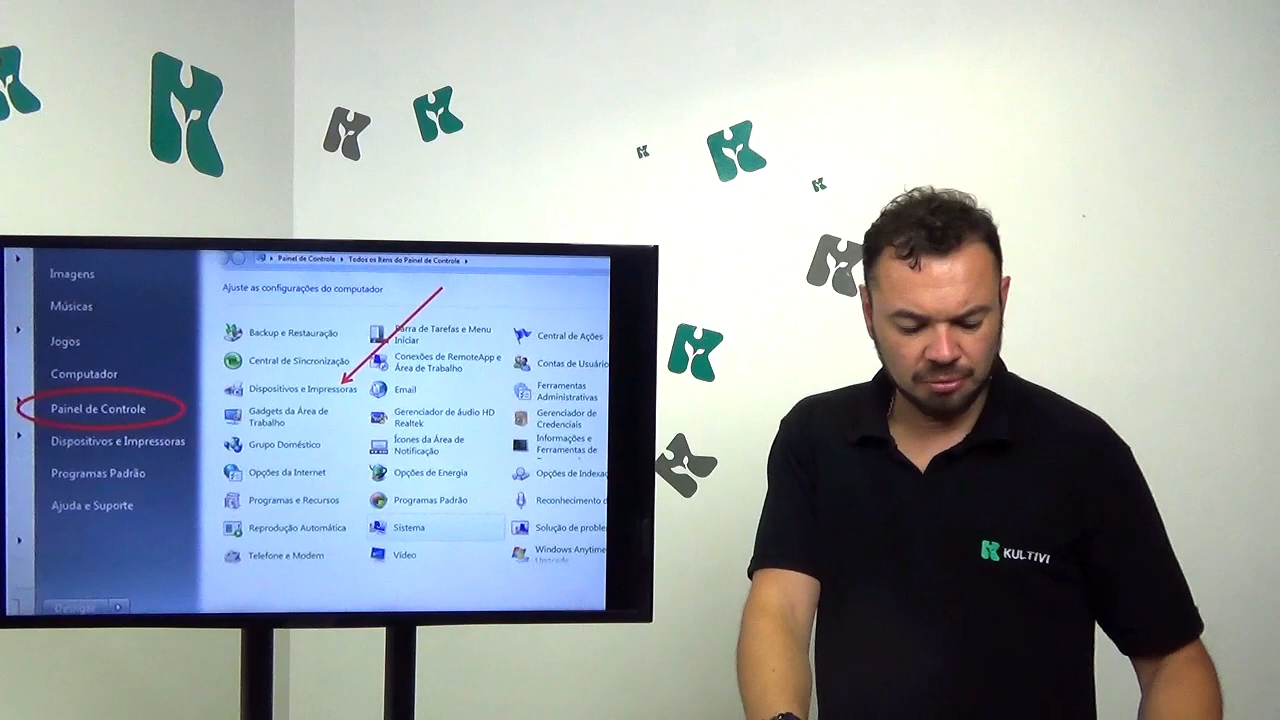 Imagens
Músicas
Jogos
Computador
Painel de Controle
Dispositivos e Impressoras
Programas Padrão
Ajuda e Suporte
Desligar
Painel de Controle
Todos os Itens do Painel de Controle
Ajuste as configurações do computador
Backup e Restauração
Barra de Tarefas e Menu
Iniciar
Central de Ações
Central de Sincronização
Conexões de RemoteApp e
Área de Trabalho
Contas de Usuário
Dispositivos e Impressoras
Email
Ferramentas
Administrativas
Gadgets da Área de
Trabalho
Gerenciador de áudio HD
Realtek
Gerenciador de
Credenciais
Grupo Doméstico
Ícones da Área de
Notificação
Informações e
Ferramentas de
Opções da Internet
Opções de Energia
Opções de Indexaç
Programas e Recursos
Programas Padrão
Reconhecimento d
Reprodução Automática
Sistema
Solução de proble
Telefone e Modem
Vídeo
Windows Anytime
Upgrade
KULTIVI